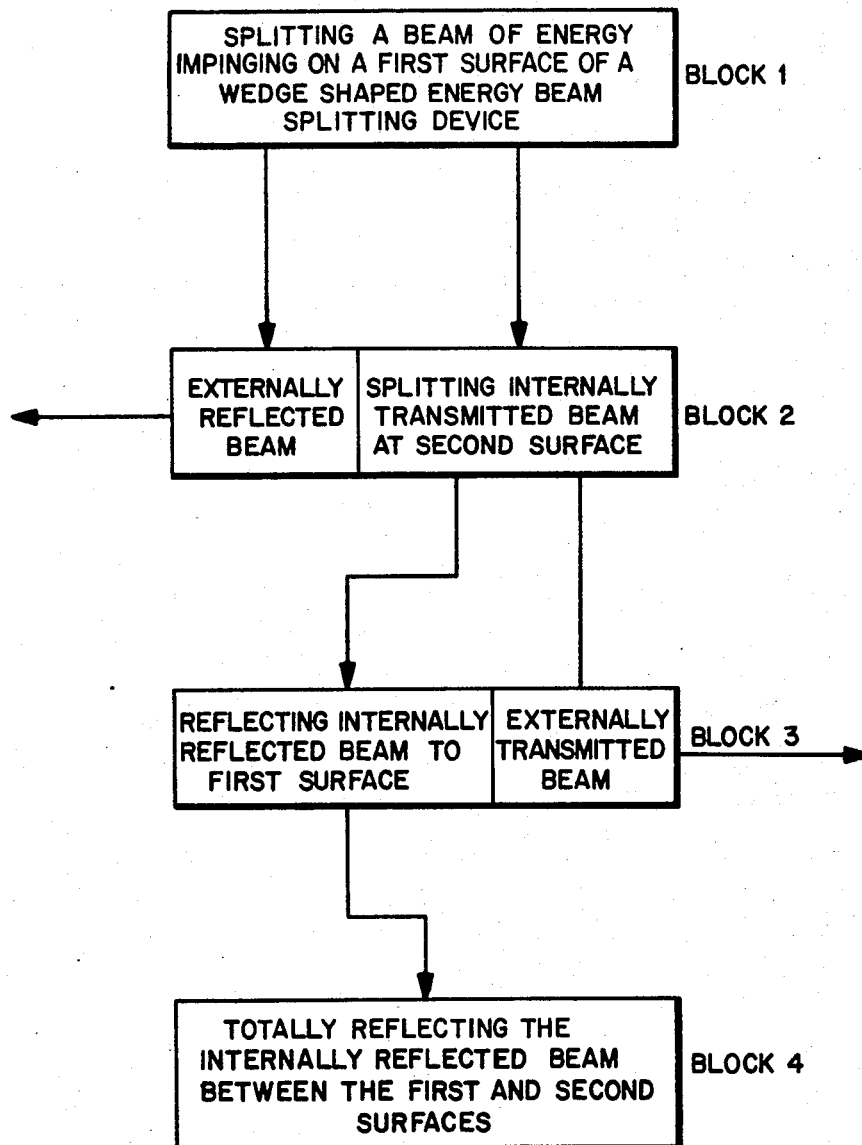 SPLITTING A BEAM OF ENERGY
IMPINGING ON A FIRST SURFACE OF A
WEDGE SHAPED ENERGY BEAM
SPLITTING DEVICE
BLOCK 1
EXTERNALLY
REFLECTED
BEAM
SPLITTING INTERNALLY
TRANSMITTED BEAM
AT SECOND SURFACE
BLOCK 2
REFLECTING INTERNALLY
REFLECTED BEAM TO
FIRST SURFACE
EXTERNALLY
TRANSMITTED
BEAM
BLOCK 3
TOTALLY REFLECTING THE
INTERNALLY REFLECTED BEAM
BETWEEN THE FIRST AND SECOND
SURFACES
BLOCK 4